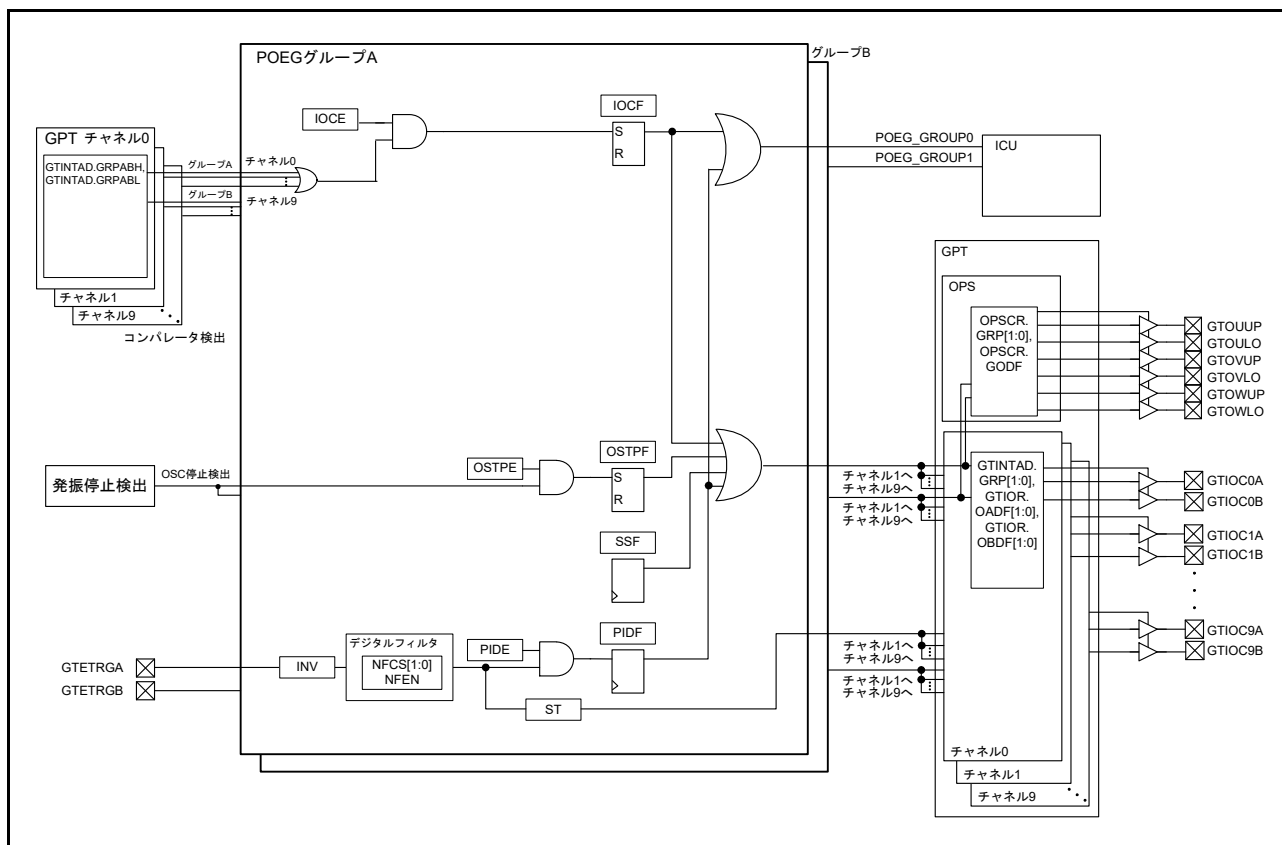 POEGグループA
グループB
IOCE
IOCF
S
R
GPT チャネル0
GTINTAD.GRPABH,
GTINTAD.GRPABL
グループA
チャネル0
グループB
チャネル9
チャネル1
チャネル9
コンパレータ検出
POEG_GROUP0
POEG_GROUP1
ICU
GPT
OPS
OPSCR.
GRP[1:0],
OPSCR.
GODF
GTOUUP
GTOULO
GTOVUP
GTOVLO
GTOWUP
GTOWLO
発振停止検出
OSC停止検出
OSTPE
OSTPF
S
R
SSF
チャネル1へ
チャネル9へ
チャネル1へ
チャネル9へ
GTINTAD.
GRP[1:0],
GTIOR.
OADF[1:0],
GTIOR.
OBDF[1:0]
GTIOC0A
GTIOC0B
GTIOC1A
GTIOC1B
GTIOC9A
GTIOC9B
GTETRGA
GTETRGB
INV
デジタルフィルタ
NFCS[1:0]
NFEN
PIDE
PIDF
ST
チャネル1へ
チャネル9へ
チャネル1へ
チャネル9へ
チャネル0
チャネル1
チャネル9